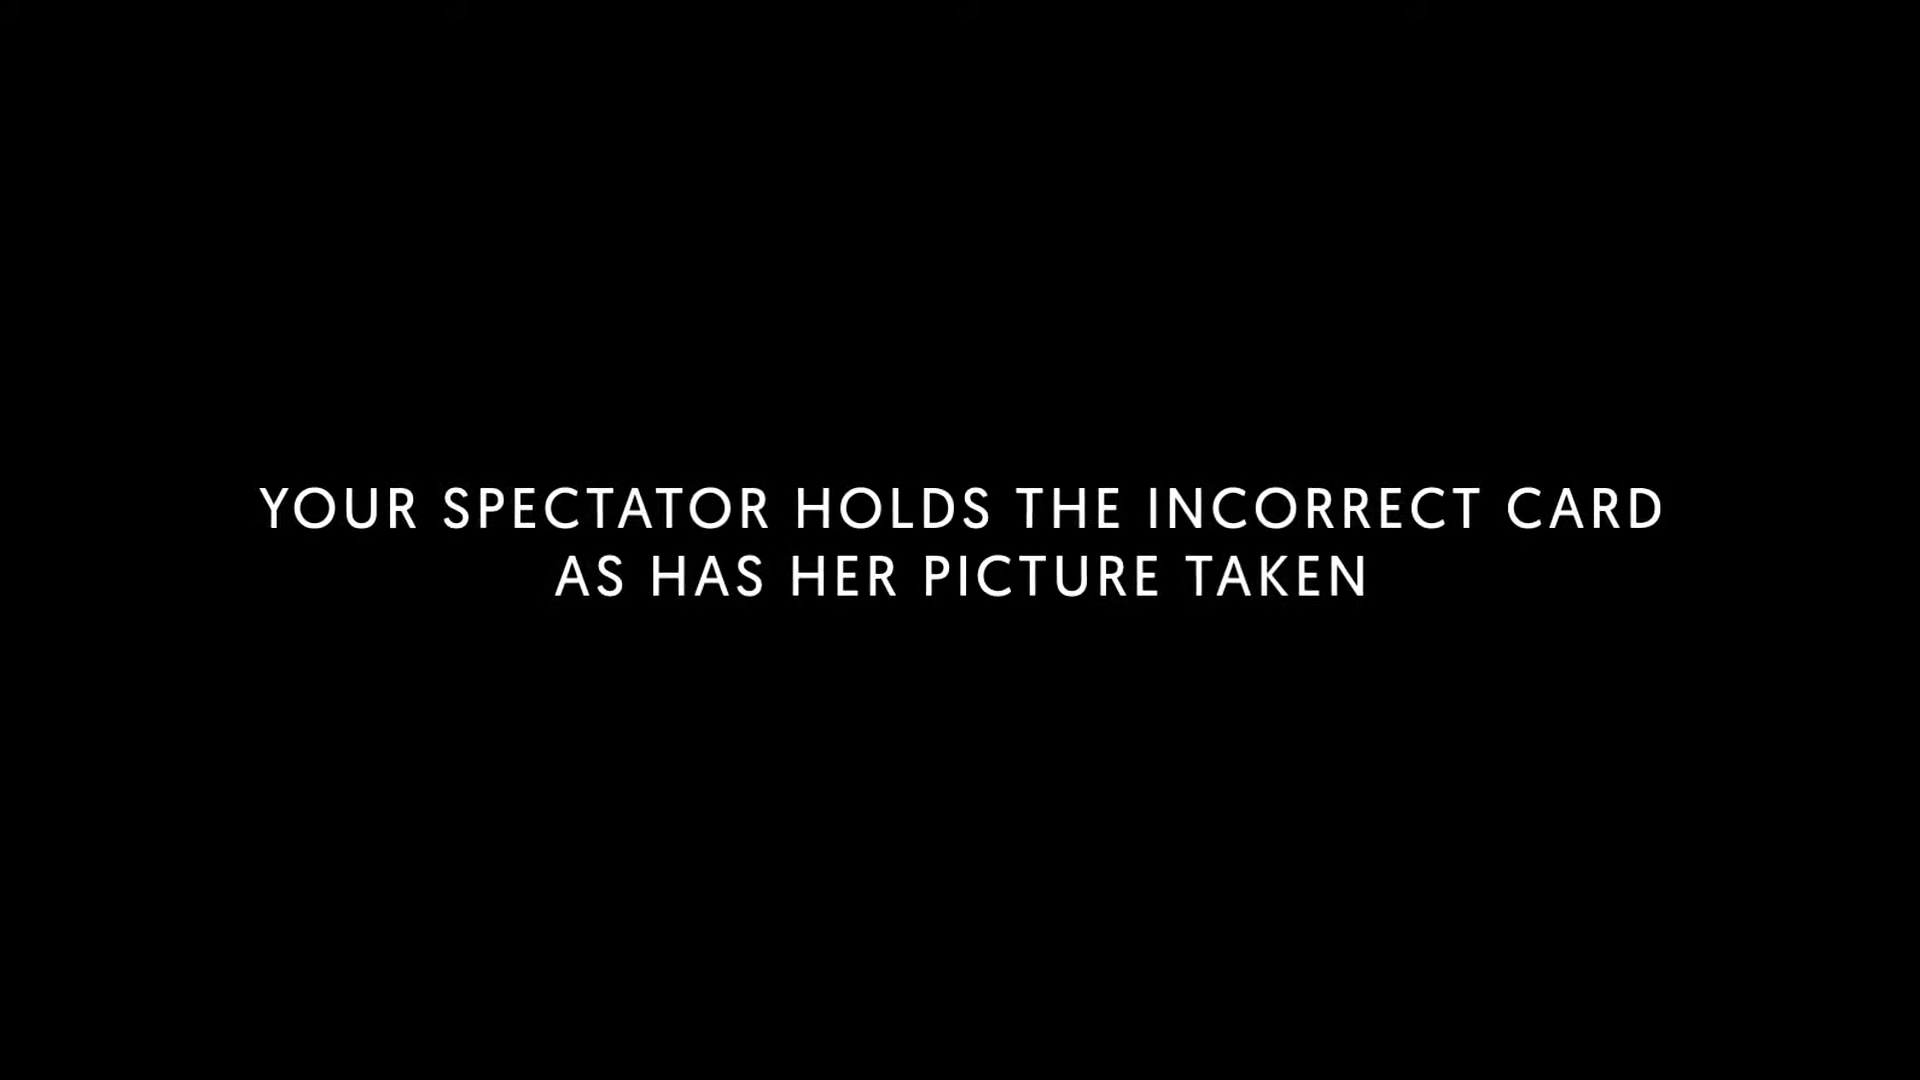 YOUR SPECTATOR HOLDS THE INCORRECT CARD
AS HAS HER PICTURE TAKEN